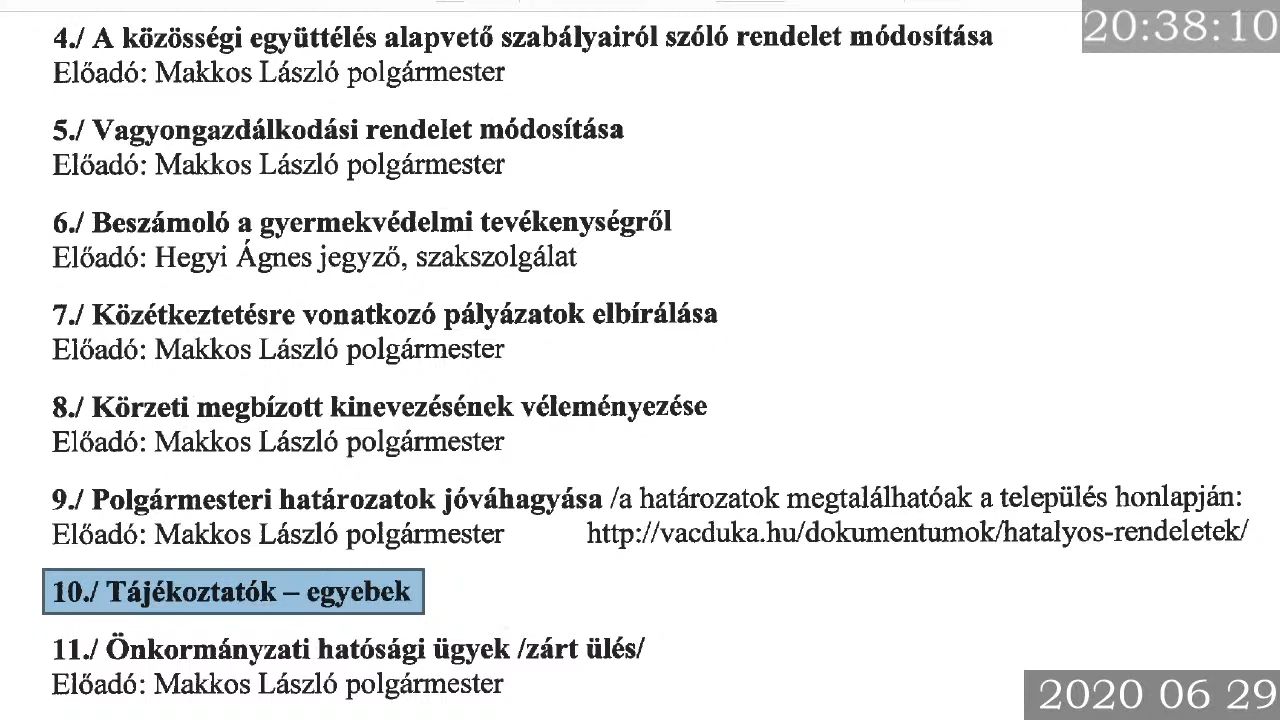 20:38:10
4./ A közösségi együttélés alapvető szabályairól szóló rendelet módosítása
Előadó: Makkos László polgármester
5./ Vagyongazdálkodási rendelet módosítása
Előadó: Makkos László polgármester
6./ Beszámoló a gyermekvédelmi tevékenységről
Előadó: Hegyi Ágnes jegyző, szakszolgálat
7./ Közétkeztetésre vonatkozó pályázatok elbírálása
Előadó: Makkos László polgármester
8./ Körzeti megbízott kinevezésének véleményezése
Előadó: Makkos László polgármester
9./ Polgármesteri határozatok jóváhagyása /a határozatok megtalálhatóak a település honlapján:
Előadó: Makkos László polgármester http://vacduka.hu/dokumentumok/hatalyos-rendeletek/
10./ Tájékoztatók – egyebek
11./ Önkormányzati hatósági ügyek /zárt ülés/
Előadó: Makkos László polgármester
2020 06 29